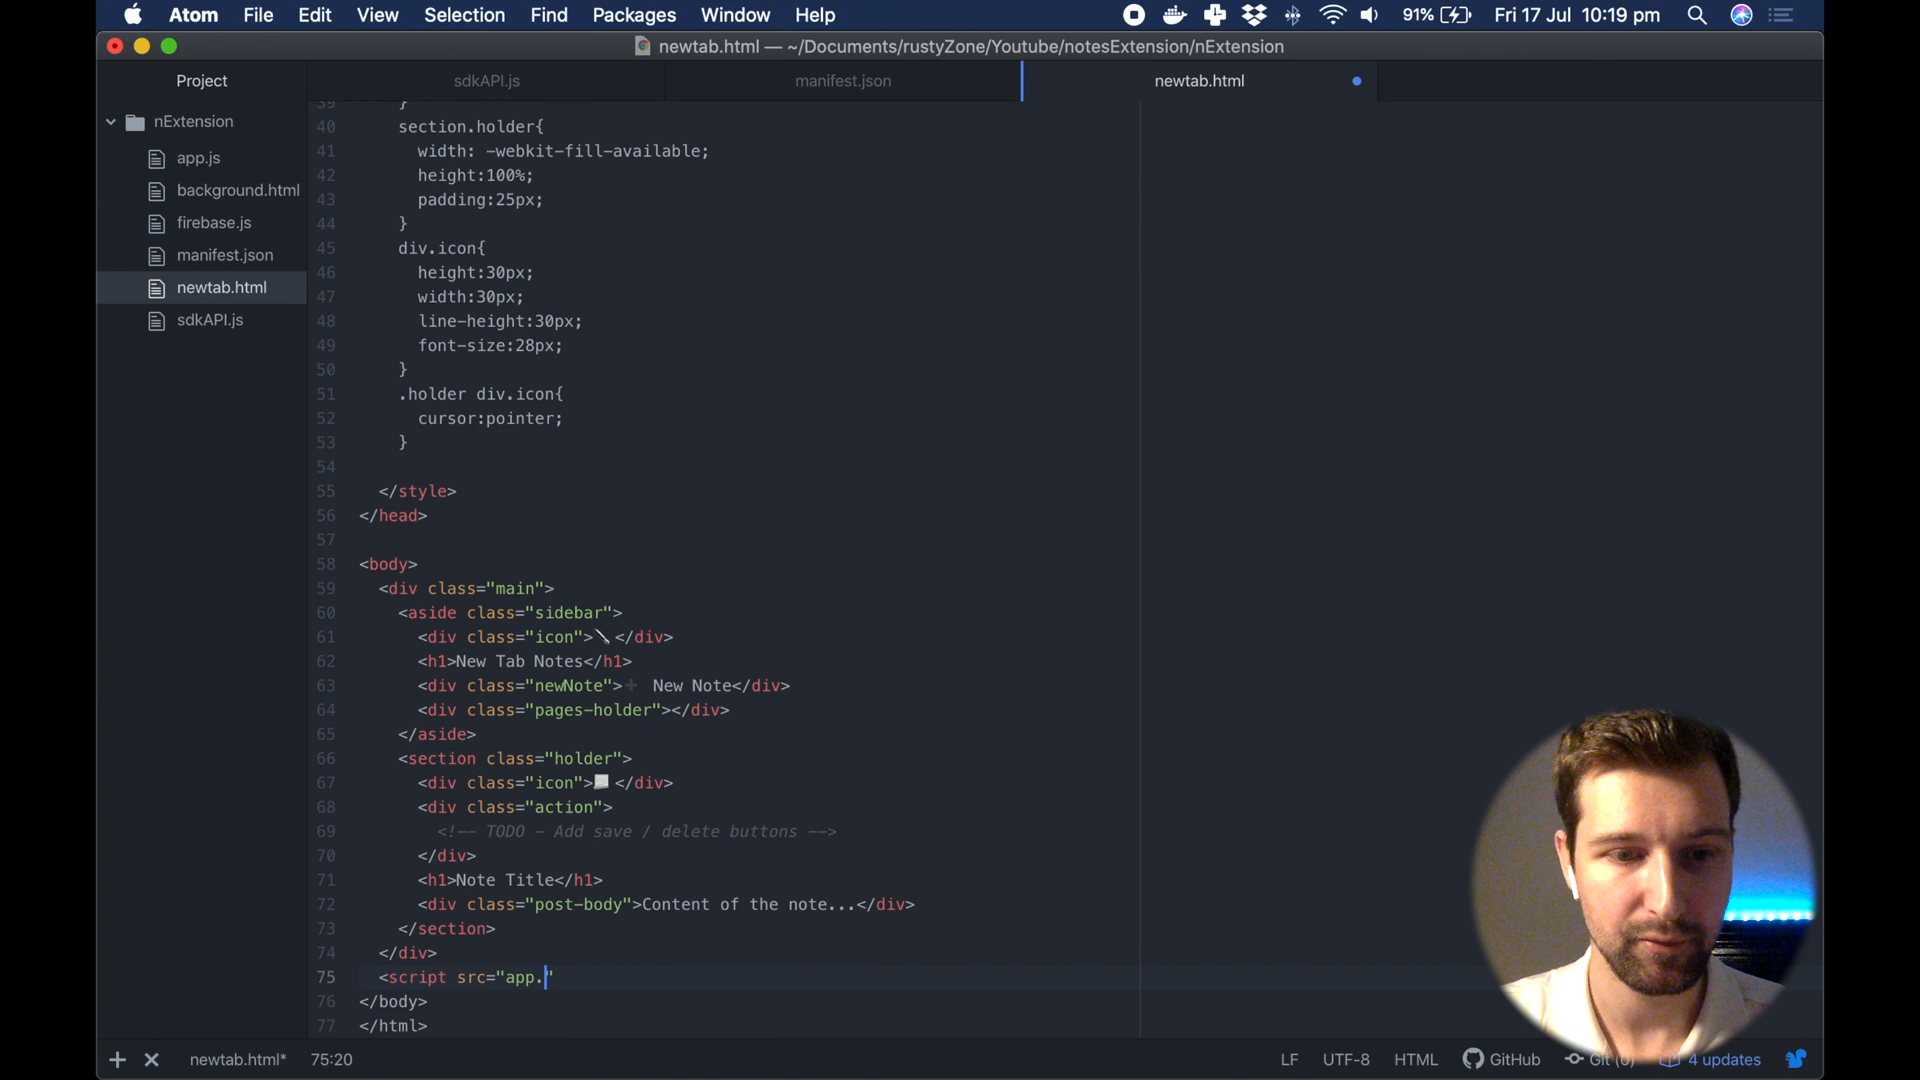 Atom File Edit View Selection Find Packages Window Help 91% Fri 17 Jul 10:19 pm
newtab.html — ~/Documents/rustyZone/Youtube/notesExtension/nExtension
Project sdkAPI.js manifest.json newtab.html
nExtension
app.js
background.html
firebase.js
manifest.json
newtab.html
sdkAPI.js
39 }
40 section.holder{
41 width: -webkit-fill-available;
42 height:100%;
43 padding:25px;
44 }
45 div.icon{
46 height:30px;
47 width:30px;
48 line-height:30px;
49 font-size:28px;
50 }
51 .holder div.icon{
52 cursor:pointer;
53 }
54
55 </style>
56 </head>
57
58 <body>
59 <div class="main">
60 <aside class="sidebar">
61 <div class="icon"></div>
62 <h1>New Tab Notes</h1>
63 <div class="newNote">➕ New Note</div>
64 <div class="pages-holder"></div>
65 </aside>
66 <section class="holder">
67 <div class="icon"></div>
68 <div class="action">
69 <!-- TODO - Add save / delete buttons -->
70 </div>
71 <h1>Note Title</h1>
72 <div class="post-body">Content of the note...</div>
73 </section>
74 </div>
75 <script src="app."
76 </body>
77 </html>
newtab.html* 75:20 LF UTF-8 HTML GitHub Git (0) 4 updates